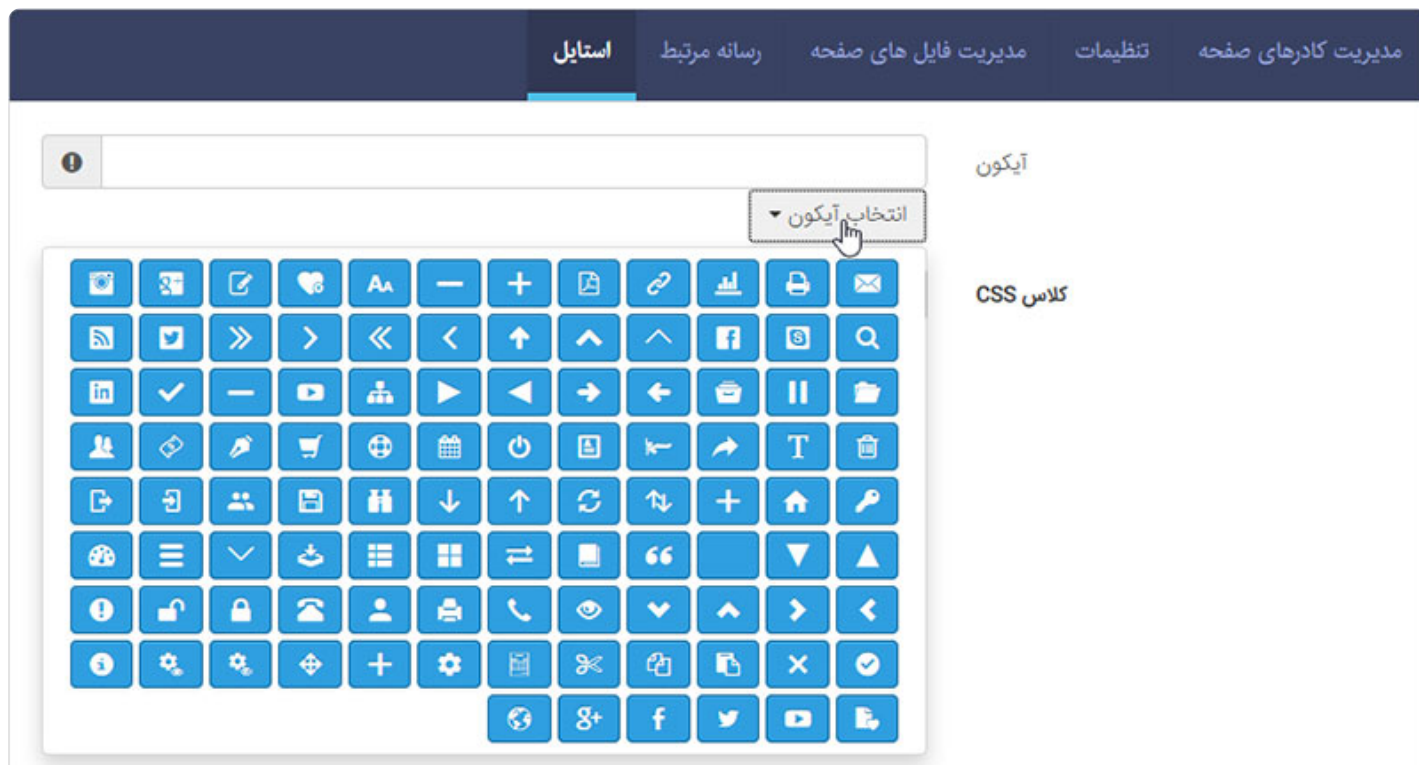 مدیریت کادرهای صفحه
تنظیمات
مدیریت فایل های صفحه
رسانه مرتبط
استایل
آیکون
انتخاب آیکون
کلاس CSS